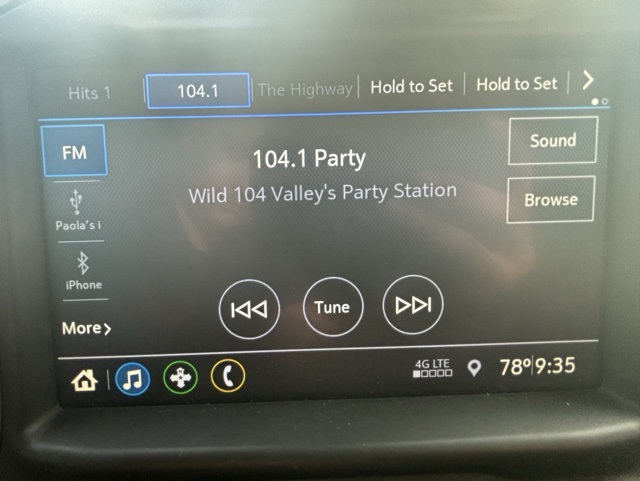 Hits 1
104.1
The Highway
Hold to Set
Hold to Set
FM
104.1 Party
Sound
Wild 104 Valley's Party Station
Browse
Paola's i
iPhone
Tune
More
4G LTE
78° 9:35